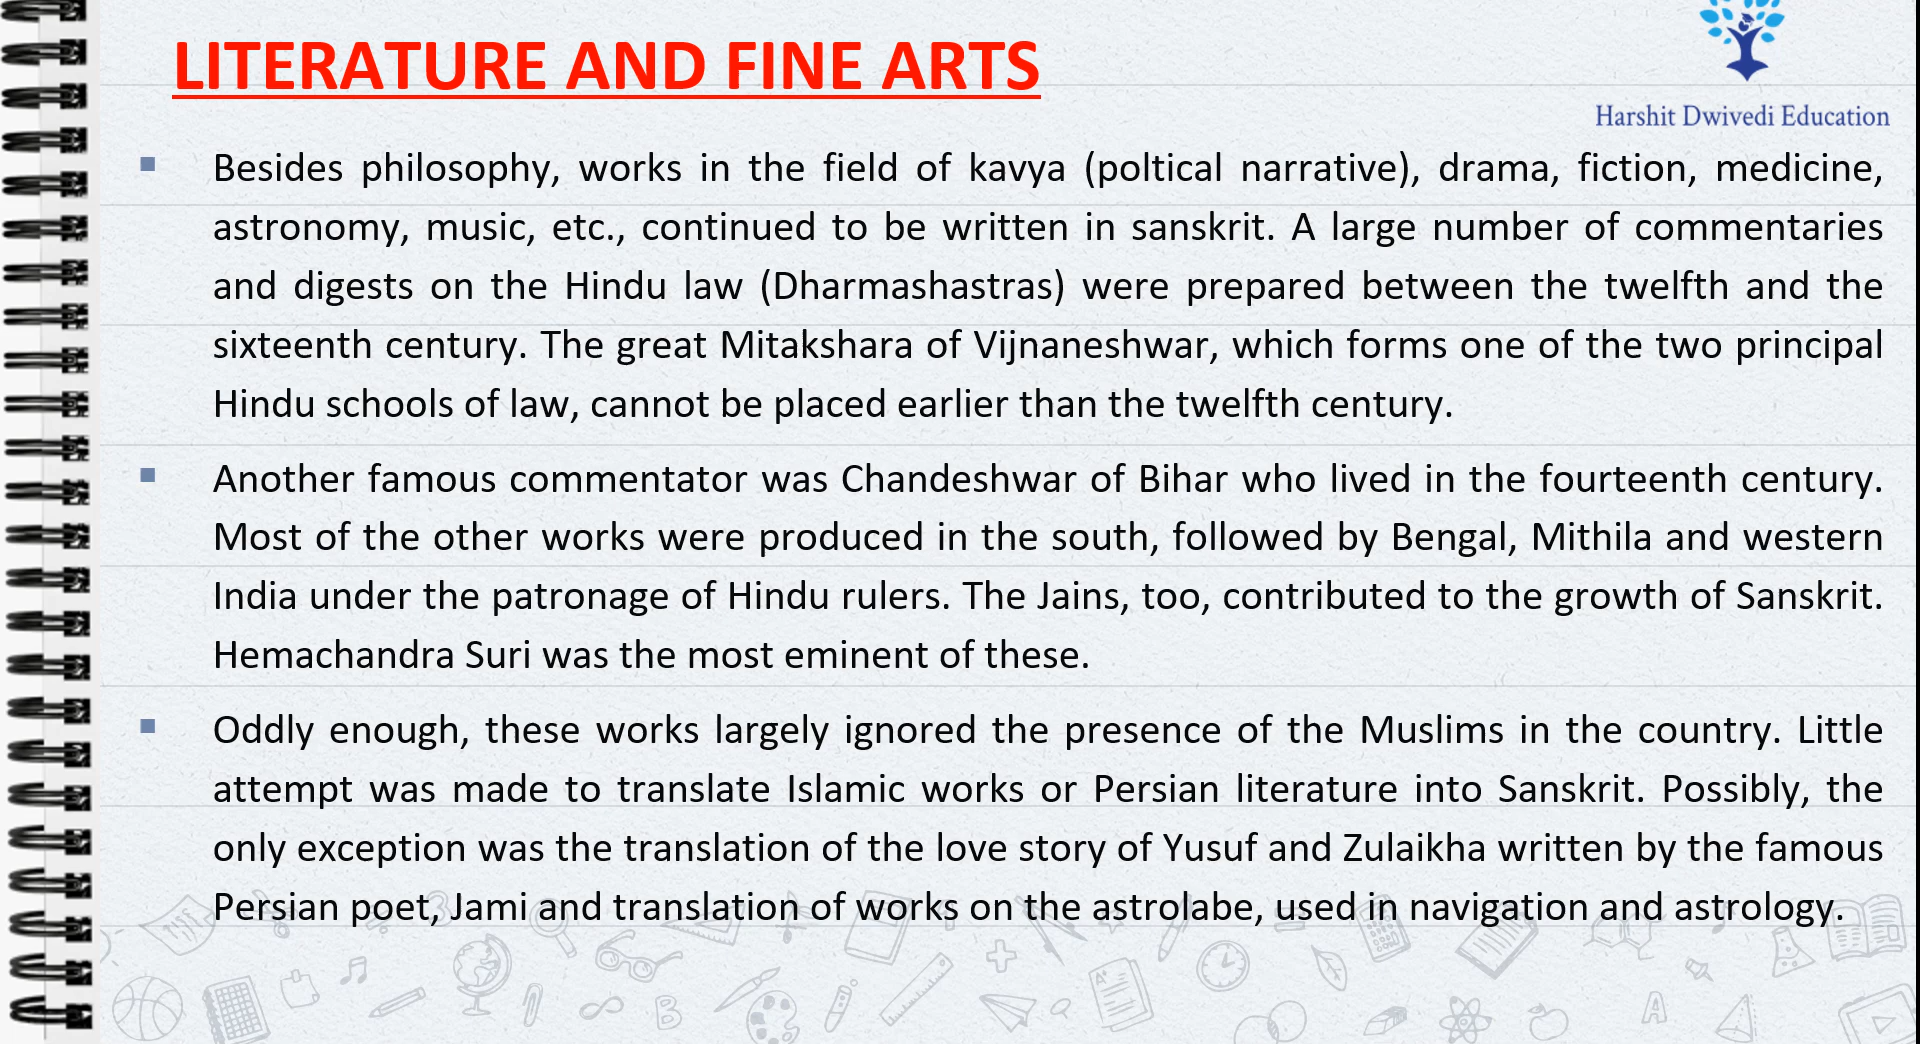 LITERATURE AND FINE ARTS
Harshit Dwivedi Education
Besides philosophy, works in the field of kavya (poltical narrative), drama, fiction, medicine,
astronomy, music, etc., continued to be written in sanskrit. A large number of commentaries
and digests on the Hindu law (Dharmashastras) were prepared between the twelfth and the
sixteenth century. The great Mitakshara of Vijnaneshwar, which forms one of the two principal
Hindu schools of law, cannot be placed earlier than the twelfth century.
Another famous commentator was Chandeshwar of Bihar who lived in the fourteenth century.
Most of the other works were produced in the south, followed by Bengal, Mithila and western
India under the patronage of Hindu rulers. The Jains, too, contributed to the growth of Sanskrit.
Hemachandra Suri was the most eminent of these.
Oddly enough, these works largely ignored the presence of the Muslims in the country. Little
attempt was made to translate Islamic works or Persian literature into Sanskrit. Possibly, the
only exception was the translation of the love story of Yusuf and Zulaikha written by the famous
Persian poet, Jami and translation of works on the astrolabe, used in navigation and astrology.